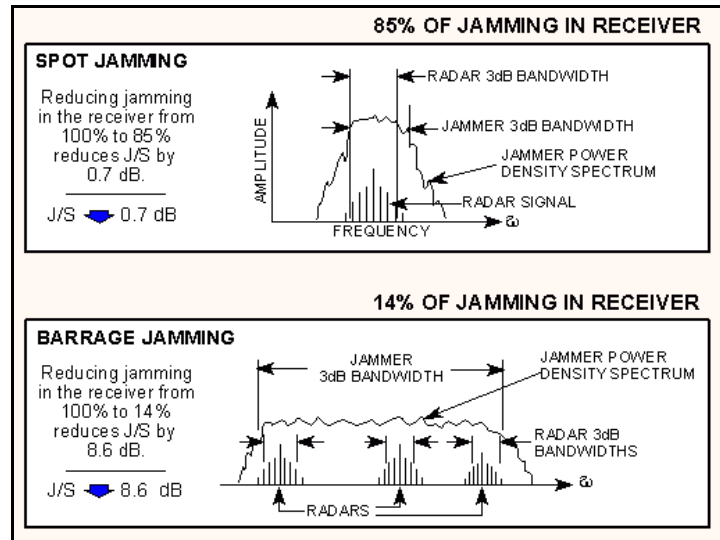 85% OF JAMMING IN RECEIVER
SPOT JAMMING
Reducing jamming
in the receiver from
100% to 85%
reduces J/S by
0.7 dB.
J/S 0.7 dB
AMPLITUDE
FREQUENCY
RADAR 3dB BANDWIDTH
JAMMER 3dB BANDWIDTH
JAMMER POWER
DENSITY SPECTRUM
RADAR SIGNAL
ω
14% OF JAMMING IN RECEIVER
BARRAGE JAMMING
Reducing jamming
in the receiver from
100% to 14%
reduces J/S by
8.6 dB.
J/S 8.6 dB
JAMMER
3dB BANDWIDTH
JAMMER POWER
DENSITY SPECTRUM
RADAR 3dB
BANDWIDTHS
ω
RADARS